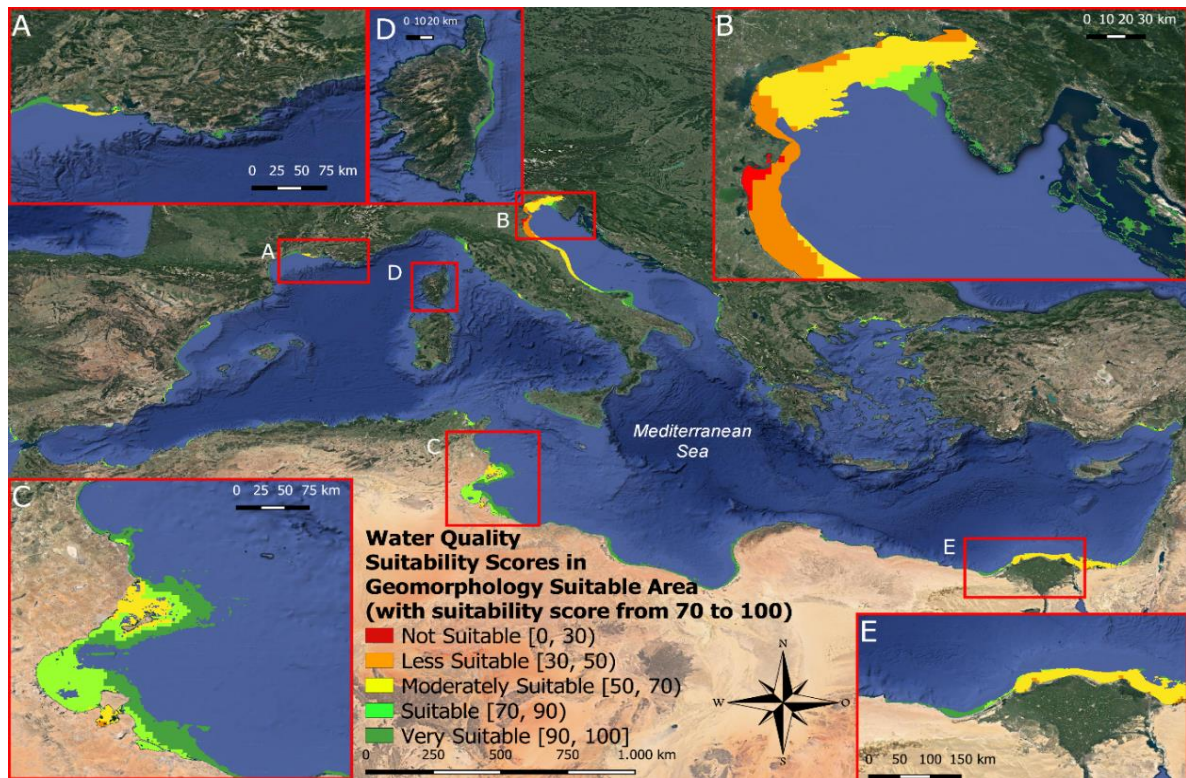 A
0 25 50 75 km
D
0 1020 km
B
0 10 20 30 km
A
B
D
C
E
Mediterranean
Sea
C
0 25 50 75 km
Water Quality
Suitability Scores in
Geomorphology Suitable Area
(with suitability score from 70 to 100)
Not Suitable [0, 30)
Less Suitable [30, 50)
Moderately Suitable [50, 70)
Suitable [70, 90)
Very Suitable [90, 100]
0 250 500 750 1.000 km
N
W O
S
E
0 50 100 150 km